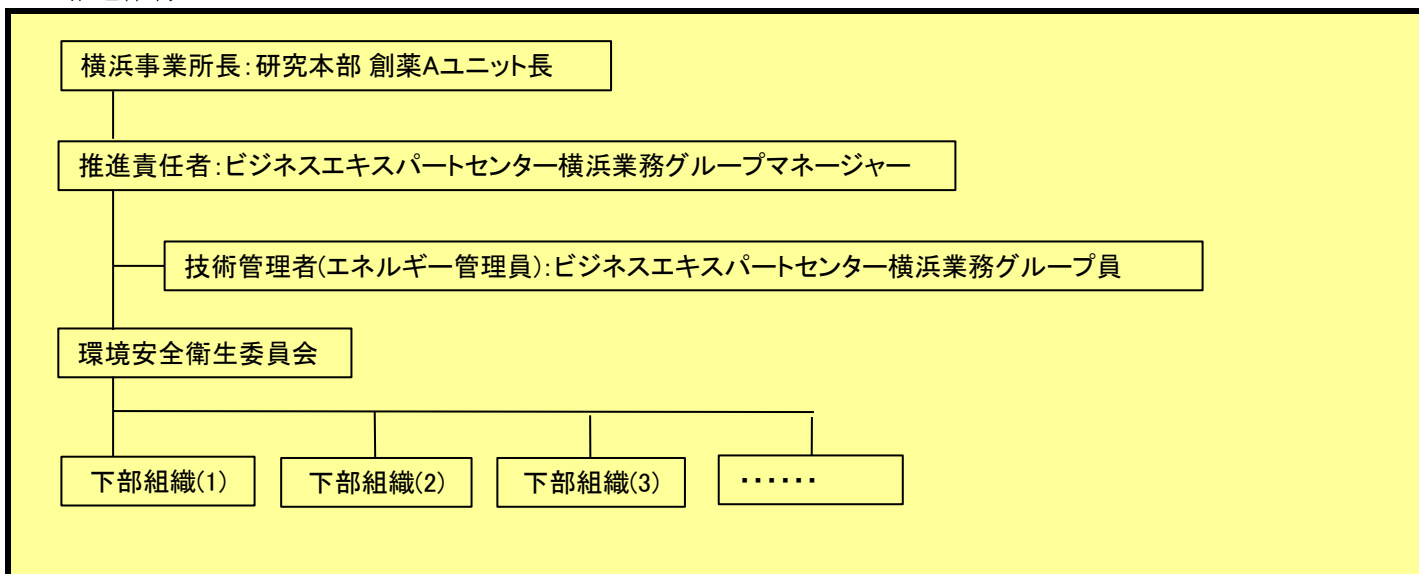 横浜事業所長：研究本部 創薬Aユニット長
推進責任者：ビジネスエキスパートセンター横浜業務グループマネージャー
技術管理者(エネルギー管理員)：ビジネスエキスパートセンター横浜業務グループ員
環境安全衛生委員会
下部組織(1)
下部組織(2)
下部組織(3)
・・・・・・